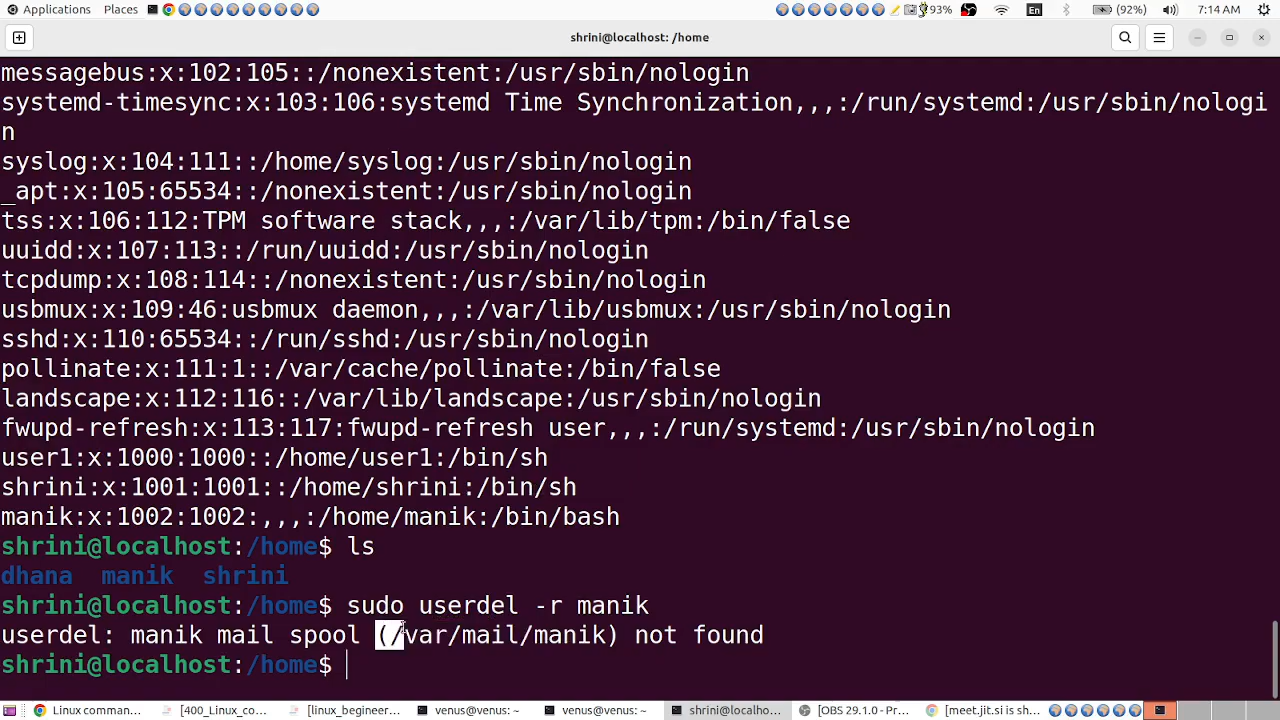 Applications Places 93% En (92%) 7:14 AM
shrini@localhost: /home
messagebus:x:102:105::/nonexistent:/usr/sbin/nologin
systemd-timesync:x:103:106:systemd Time Synchronization,,,:/run/systemd:/usr/sbin/nologi
n
syslog:x:104:111::/home/syslog:/usr/sbin/nologin
_apt:x:105:65534::/nonexistent:/usr/sbin/nologin
tss:x:106:112:TPM software stack,,,:/var/lib/tpm:/bin/false
uuidd:x:107:113::/run/uuidd:/usr/sbin/nologin
tcpdump:x:108:114::/nonexistent:/usr/sbin/nologin
usbmux:x:109:46:usbmux daemon,,,:/var/lib/usbmux:/usr/sbin/nologin
sshd:x:110:65534::/run/sshd:/usr/sbin/nologin
pollinate:x:111:1::/var/cache/pollinate:/bin/false
landscape:x:112:116::/var/lib/landscape:/usr/sbin/nologin
fwupd-refresh:x:113:117:fwupd-refresh user,,,:/run/systemd:/usr/sbin/nologin
user1:x:1000:1000::/home/user1:/bin/sh
shrini:x:1001:1001::/home/shrini:/bin/sh
manik:x:1002:1002:,,,:/home/manik:/bin/bash
shrini@localhost:/home$ ls
dhana manik shrini
shrini@localhost:/home$ sudo userdel -r manik
userdel: manik mail spool (/var/mail/manik) not found
shrini@localhost:/home$
Linux comman... [400_Linux_co... [linux_begineer... venus@venus: ~ venus@venus: ~ shrini@localho... [OBS 29.1.0 - Pr... [meet.jit.si is sh...